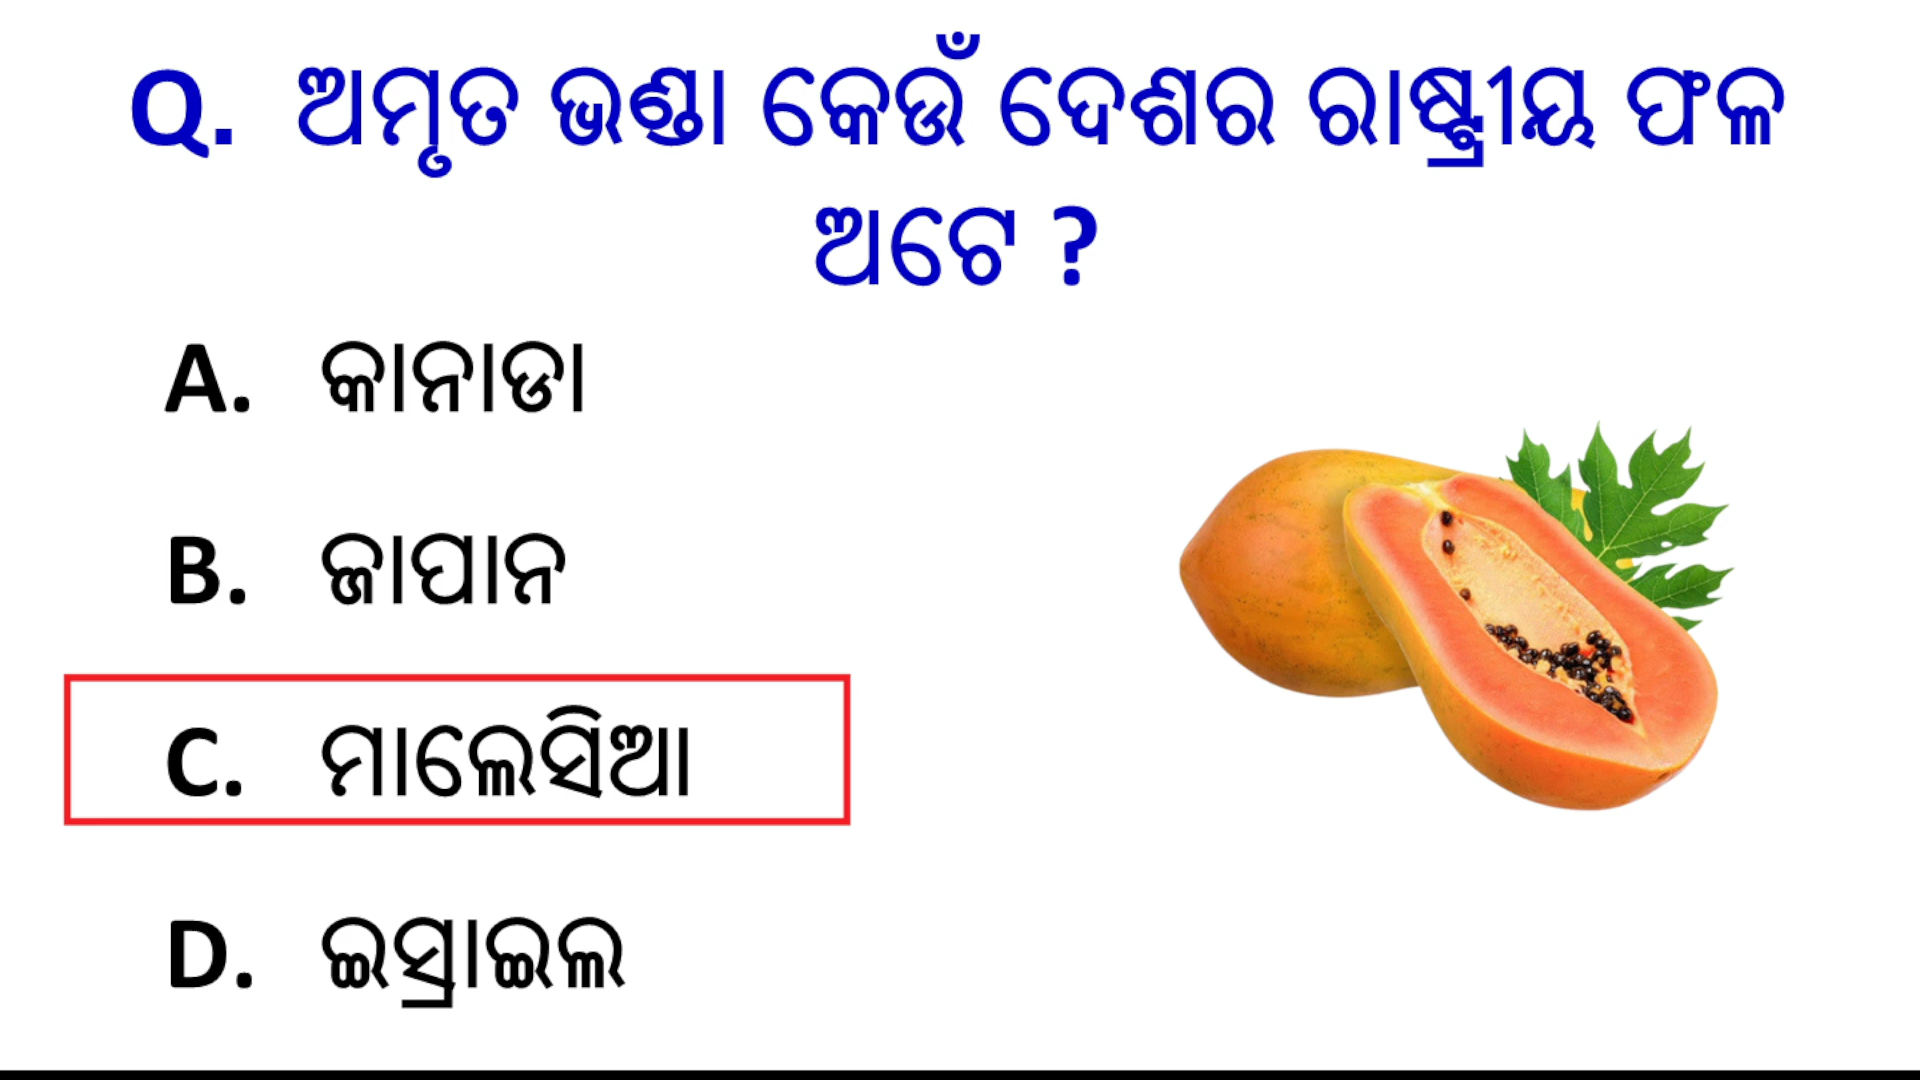 Q. ଅମୃତ ଭଣ୍ଡା କେଉଁ ଦେଶର ରାଷ୍ଟ୍ରୀୟ ଫଳ
ଅଟେ ?
A. କାନାଡା
B. ଜାପାନ
C. ମାଲେସିଆ
D. ଇସ୍ରାଇଲ